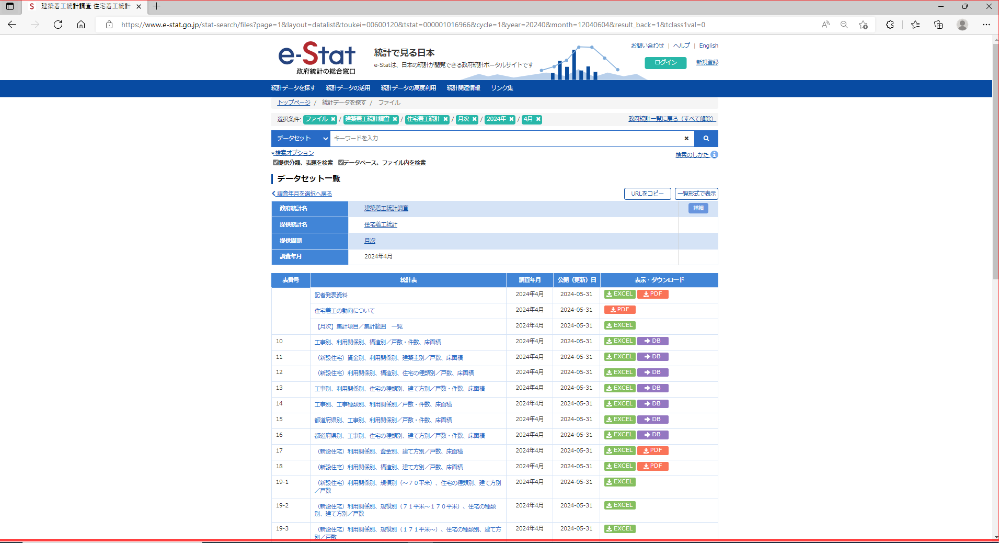 建築着工統計調査 住宅着工統計
https://www.e-stat.go.jp/stat-search/files?page=1&layout=datalist&toukei=00600120&tstat=000001016966&cycle=1&year=20240&month=12040604&result_back=1&tclass1val=0
e-Stat
政府統計の総合窓口
統計で見る日本
e-Statは、日本の統計が閲覧できる政府統計ポータルサイトです
お問い合わせ | ヘルプ | English
ログイン 新規登録
統計データを探す 統計データの活用 統計データの高度利用 統計関連情報 リンク集
トップページ / 統計データを探す / ファイル
選択条件: ファイル ✖ / 建築着工統計調査 ✖ / 住宅着工統計 ✖ / 月次 ✖ / 2024年 ✖ / 4月 ✖ 政府統計一覧に戻る（すべて解除）
データセット キーワードを入力
検索オプション 検索のしかた
提供分類、表題を検索 データベース、ファイル内を検索
データセット一覧
調査年月を選択へ戻る URLをコピー 一覧形式で表示
政府統計名 建築着工統計調査 詳細
提供統計名 住宅着工統計
提供周期 月次
調査年月 2024年4月
表番号 統計表 調査年月 公開（更新）日 表示・ダウンロード
記者発表資料 2024年4月 2024-05-31 EXCEL PDF
住宅着工の動向について 2024年4月 2024-05-31 PDF
【月次】集計項目／集計範囲　一覧 2024年4月 2024-05-31 EXCEL
10 工事別、利用関係別、構造別／戸数・件数、床面積 2024年4月 2024-05-31 EXCEL DB
11 （新設住宅）資金別、利用関係別、建築主別／戸数、床面積 2024年4月 2024-05-31 EXCEL DB
12 （新設住宅）利用関係別、構造別、住宅の種類別／戸数、床面積 2024年4月 2024-05-31 EXCEL DB
13 工事別、利用関係別、住宅の種類別、建て方別／戸数・件数、床面積 2024年4月 2024-05-31 EXCEL DB
14 工事別、工事種類別、利用関係別／戸数・件数、床面積 2024年4月 2024-05-31 EXCEL DB
15 都道府県別、工事別、利用関係別／戸数・件数、床面積 2024年4月 2024-05-31 EXCEL DB
16 都道府県別、工事別、住宅の種類別、建て方別／戸数・件数、床面積 2024年4月 2024-05-31 EXCEL DB
17 （新設住宅）利用関係別、資金別、建て方別／戸数、床面積 2024年4月 2024-05-31 EXCEL PDF
18 （新設住宅）利用関係別、構造別、建て方別／戸数、床面積 2024年4月 2024-05-31 EXCEL PDF
19-1 （新設住宅）利用関係別、規模別（～７０平米）、住宅の種類別、建て方別 2024年4月 2024-05-31 EXCEL
／戸数
19-2 （新設住宅）利用関係別、規模別（７１平米～１７０平米）、住宅の種類 2024年4月 2024-05-31 EXCEL
別、建て方別／戸数
19-3 （新設住宅）利用関係別、規模別（１７１平米～）、住宅の種類別、建て方 2024年4月 2024-05-31 EXCEL
別／戸数